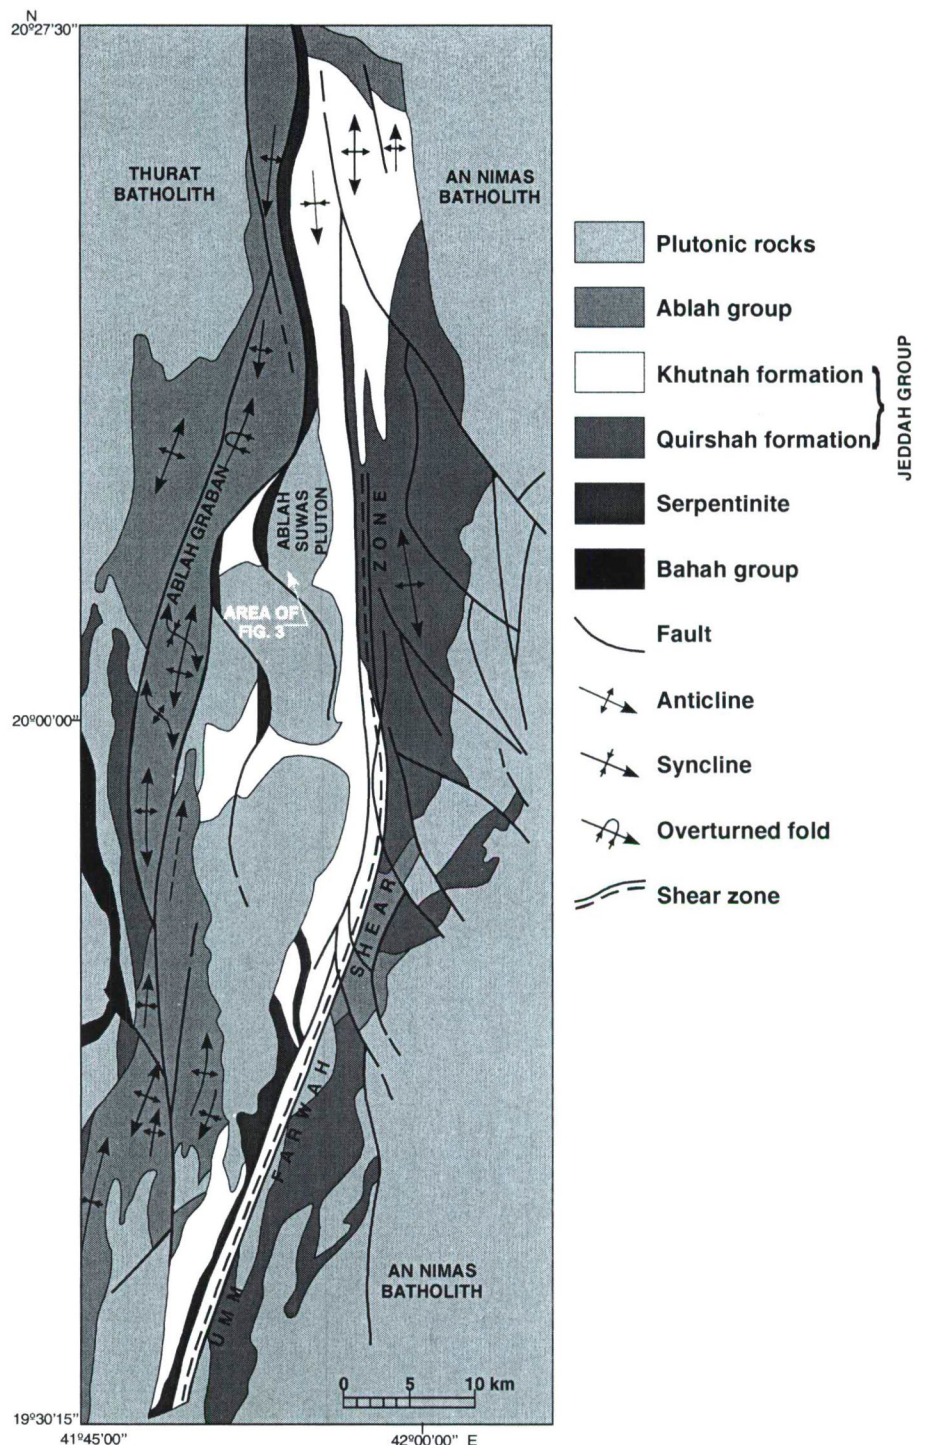 N
20°27'30"
THURAT
BATHOLITH
AN NIMAS
BATHOLITH
Plutonic rocks
Ablah group
Khutnah formation
Quirshah formation
JEDDAH GROUP
Serpentinite
Bahah group
Fault
Anticline
Syncline
Overturned fold
Shear zone
ABLAH GRABAN
ABLAH
SUWAS
PLUTON
AREA OF
FIG. 3
20°00'00"
UMM FARWAH SHEAR ZONE
AN NIMAS
BATHOLITH
0 5 10 km
19°30'15"
41°45'00" 42°00'00" E